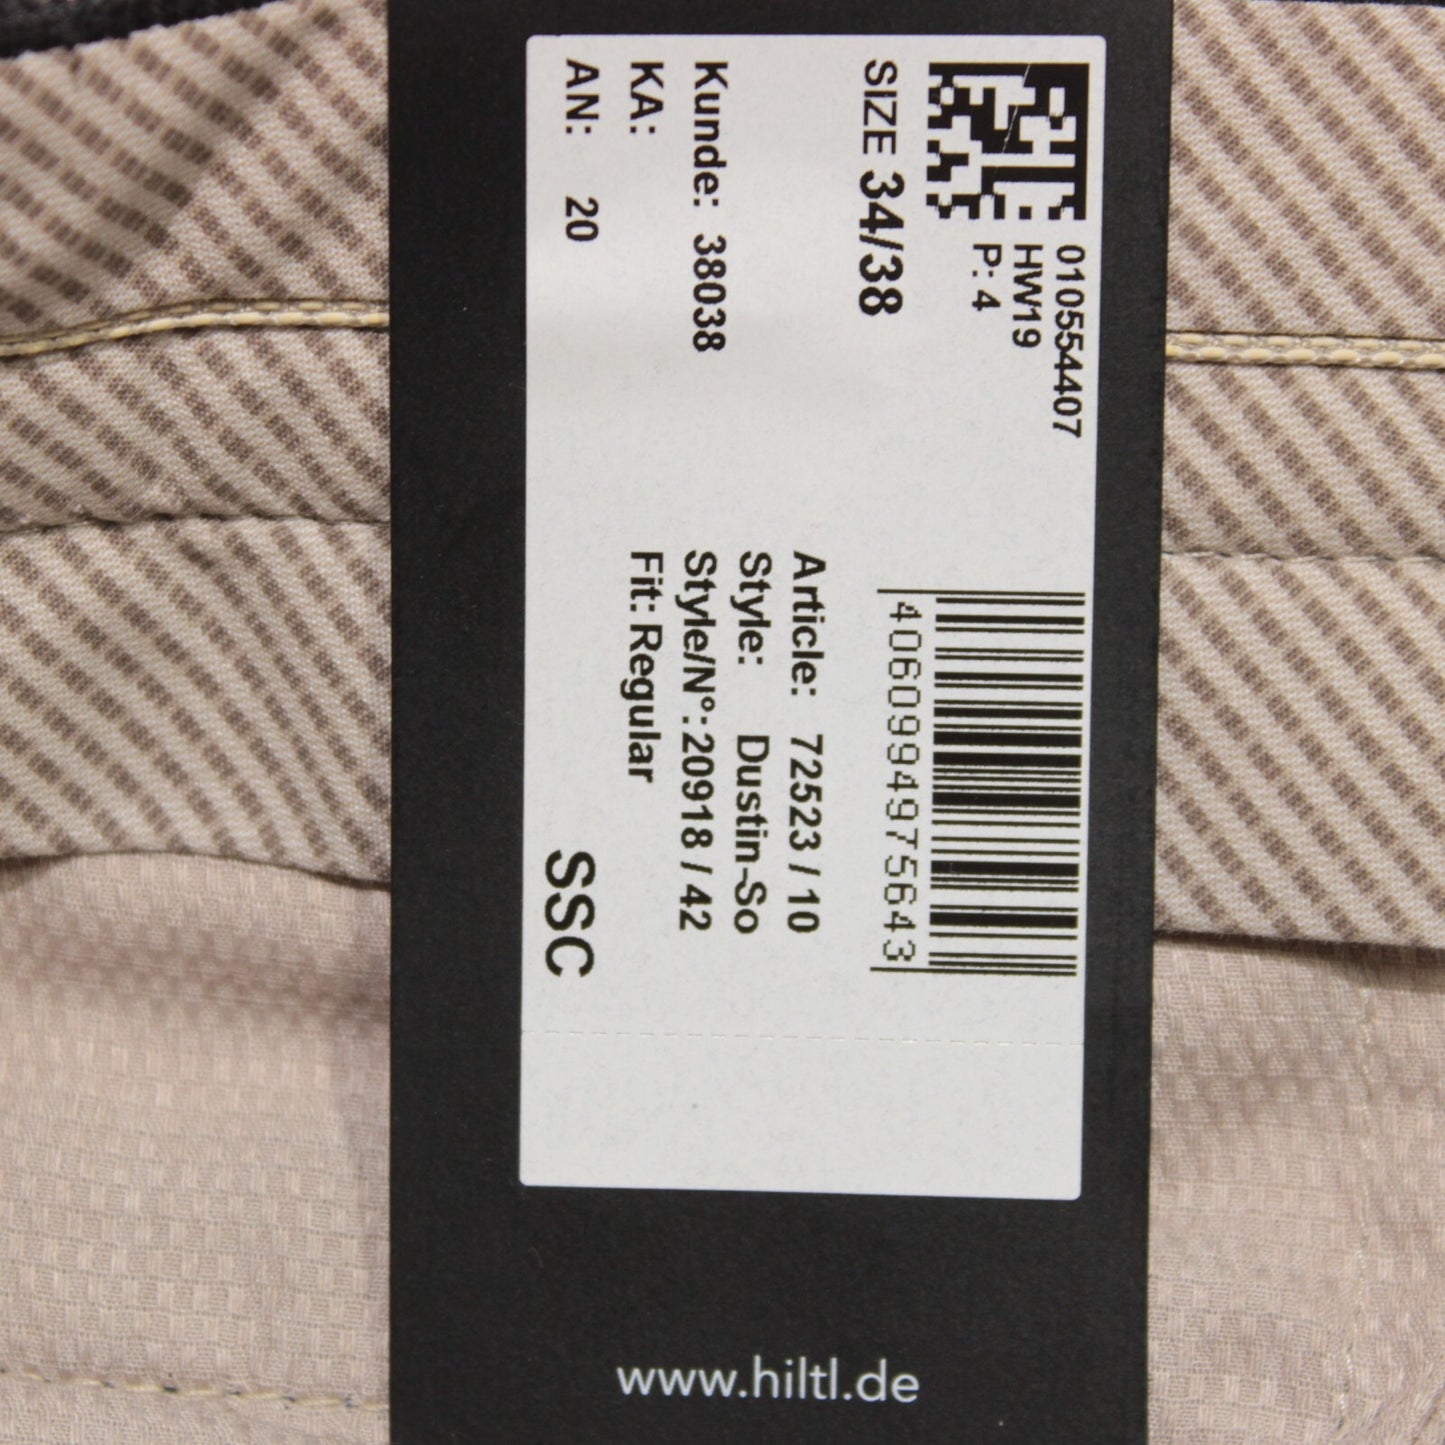 010554407
HW19
P: 4
SIZE 34/38
4060994975643
Article: 72523 / 10
Style: Dustin-So
Style/N°:20918 / 42
Fit: Regular
Kunde: 38038
KA:
AN: 20
SSC
www.hiltl.de